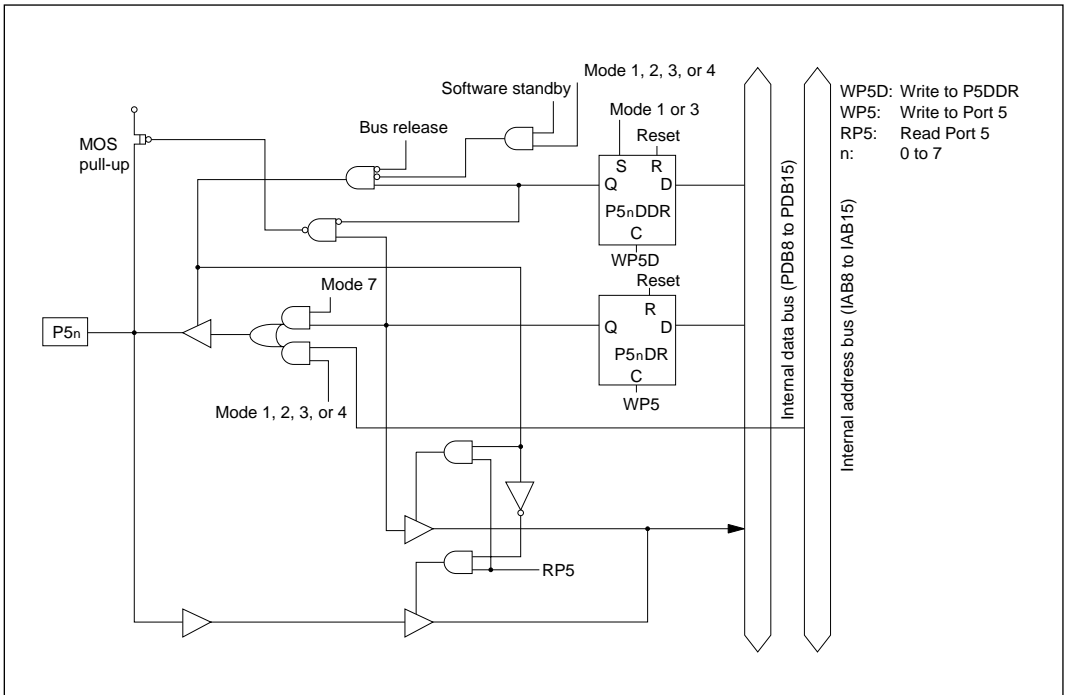 Mode 1, 2, 3, or 4
Software standby
Mode 1 or 3
Bus release
Reset
MOS
pull-up
S R
Q D
P5nDDR
C
WP5D
Reset
Mode 7
R
Q D
P5nDR
C
WP5
P5n
Mode 1, 2, 3, or 4
RP5
Internal data bus (PDB8 to PDB15)
Internal address bus (IAB8 to IAB15)
WP5D: Write to P5DDR
WP5: Write to Port 5
RP5: Read Port 5
n: 0 to 7